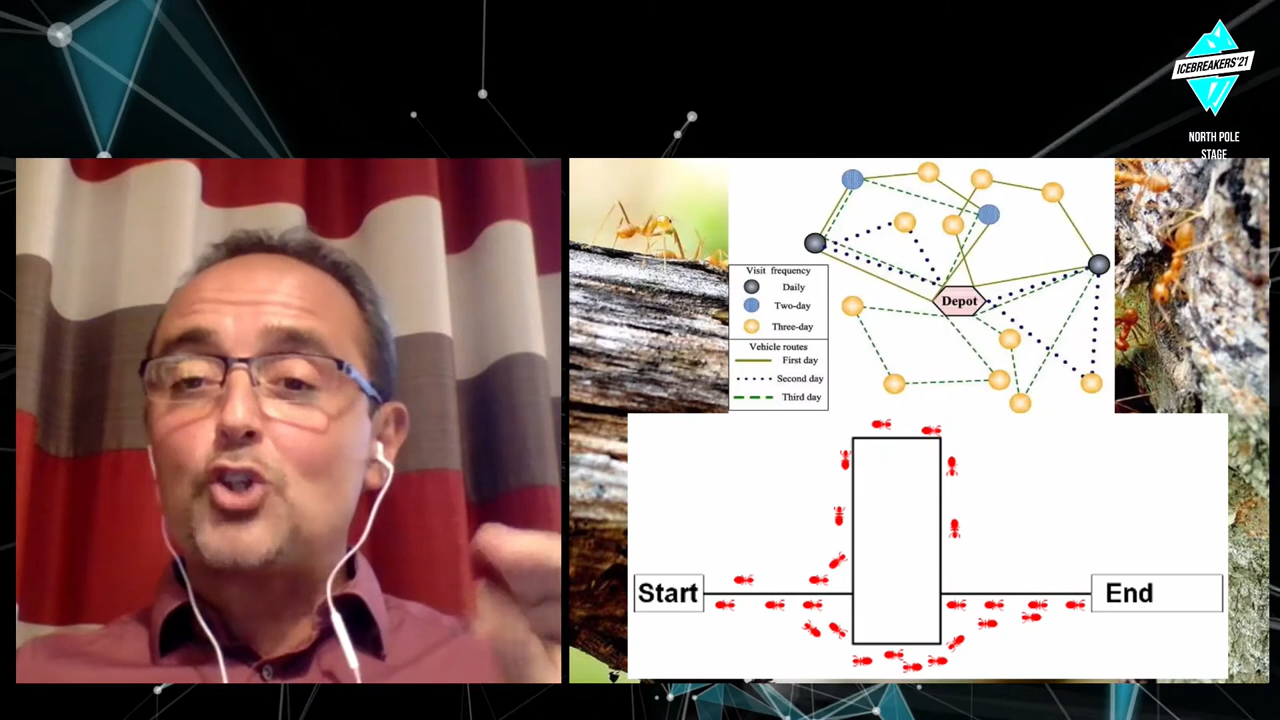 ICEBREAKERS'21
NORTH POLE
STAGE
Depot
Visit frequency
Daily
Two-day
Three-day
Vehicle routes
First day
Second day
Third day
Start
End